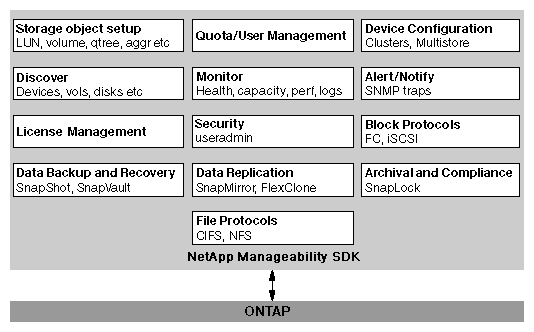 Storage object setup
LUN, volume, qtree, aggr etc
Quota/User Management
Device Configuration
Clusters, Multistore
Discover
Devices, vols, disks etc
Monitor
Health, capacity, perf, logs
Alert/Notify
SNMP traps
License Management
Security
useradmin
Block Protocols
FC, iSCSI
Data Backup and Recovery
SnapShot, SnapVault
Data Replication
SnapMirror, FlexClone
Archival and Compliance
SnapLock
File Protocols
CIFS, NFS
NetApp Manageability SDK
ONTAP